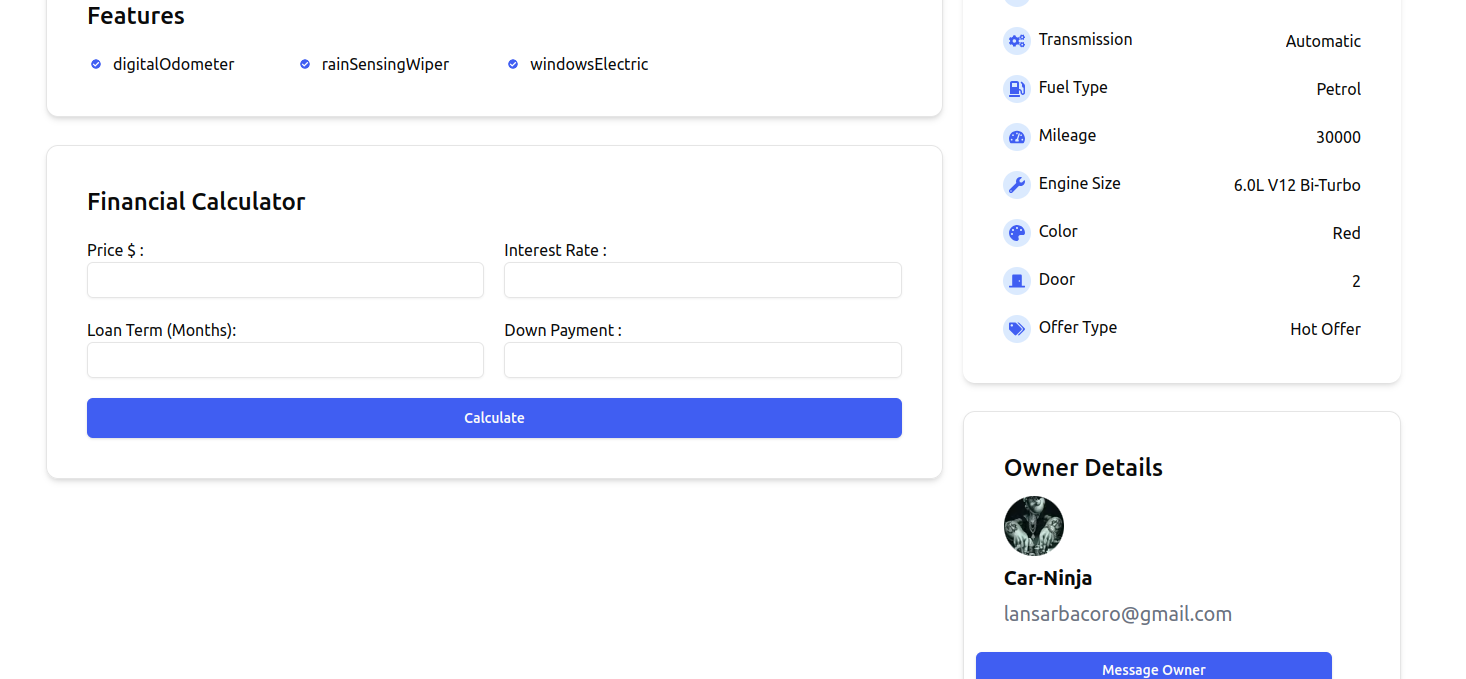 Features
digitalOdometer rainSensingWiper windowsElectric
Financial Calculator
Price $ : Interest Rate :
Loan Term (Months): Down Payment :
Calculate
Transmission Automatic
Fuel Type Petrol
Mileage 30000
Engine Size 6.0L V12 Bi-Turbo
Color Red
Door 2
Offer Type Hot Offer
Owner Details
Car-Ninja
lansarbacoro@gmail.com
Message Owner